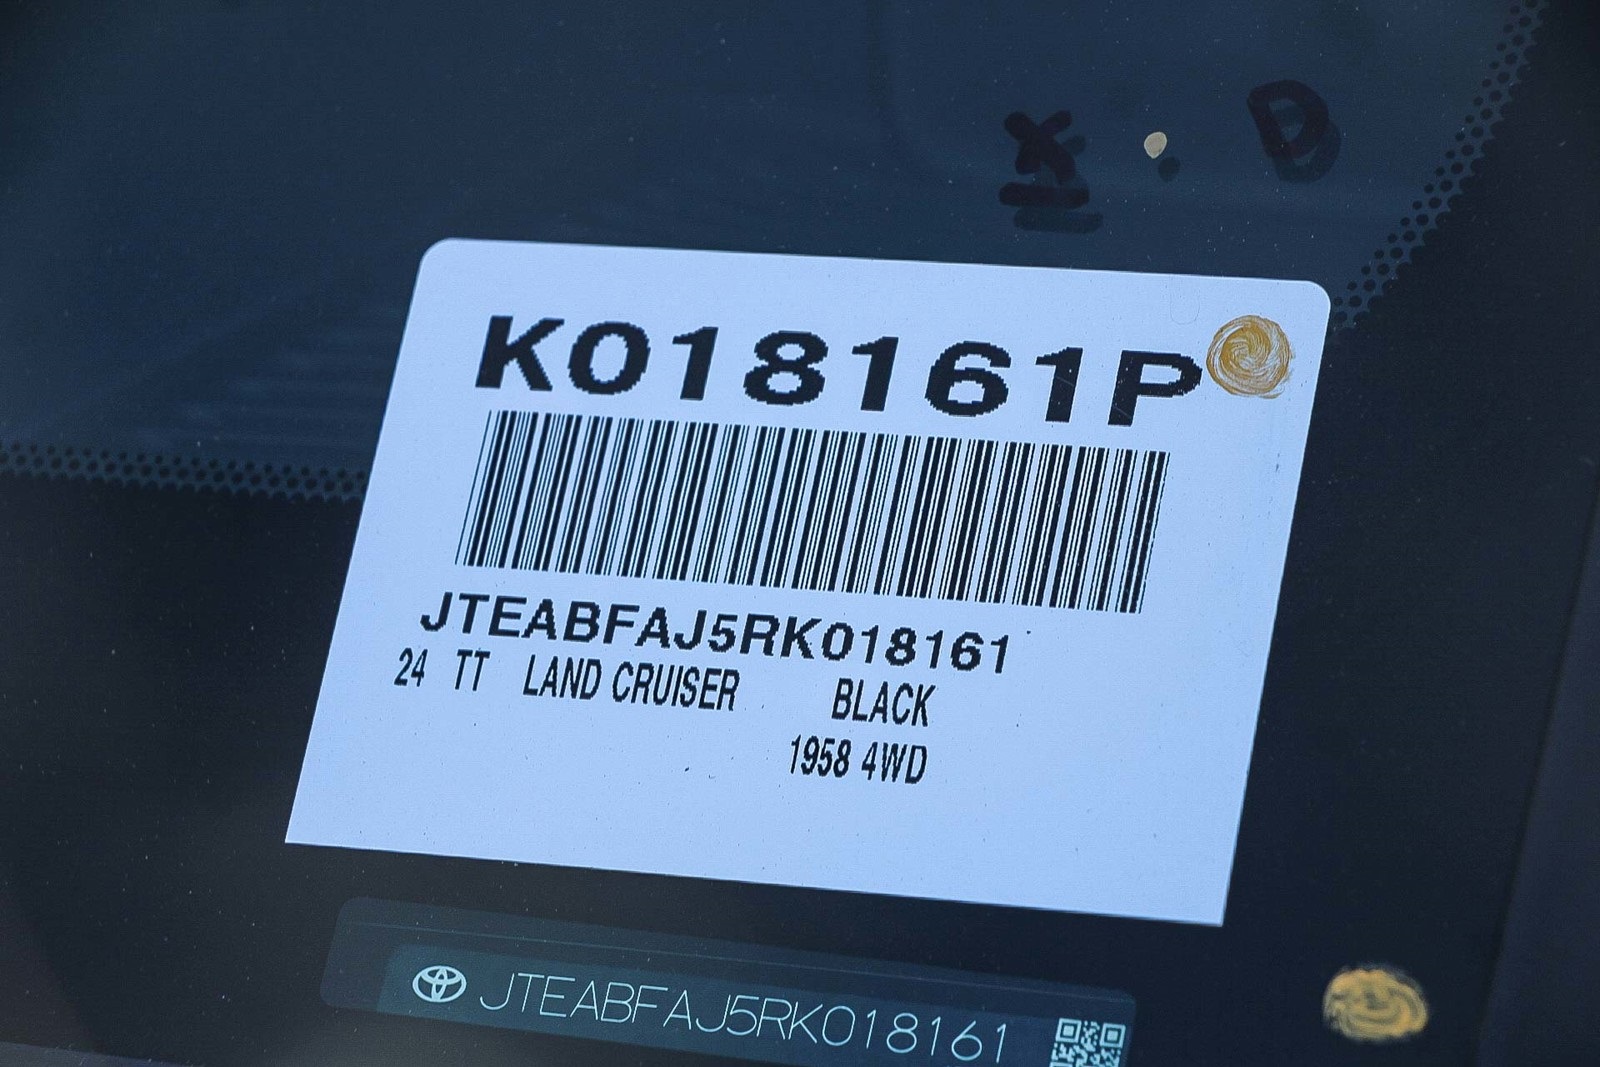 X . D
K018161P
JTEABFAJ5RK018161
24 TT LAND CRUISER BLACK
1958 4WD
JTEABFAJ5RK018161